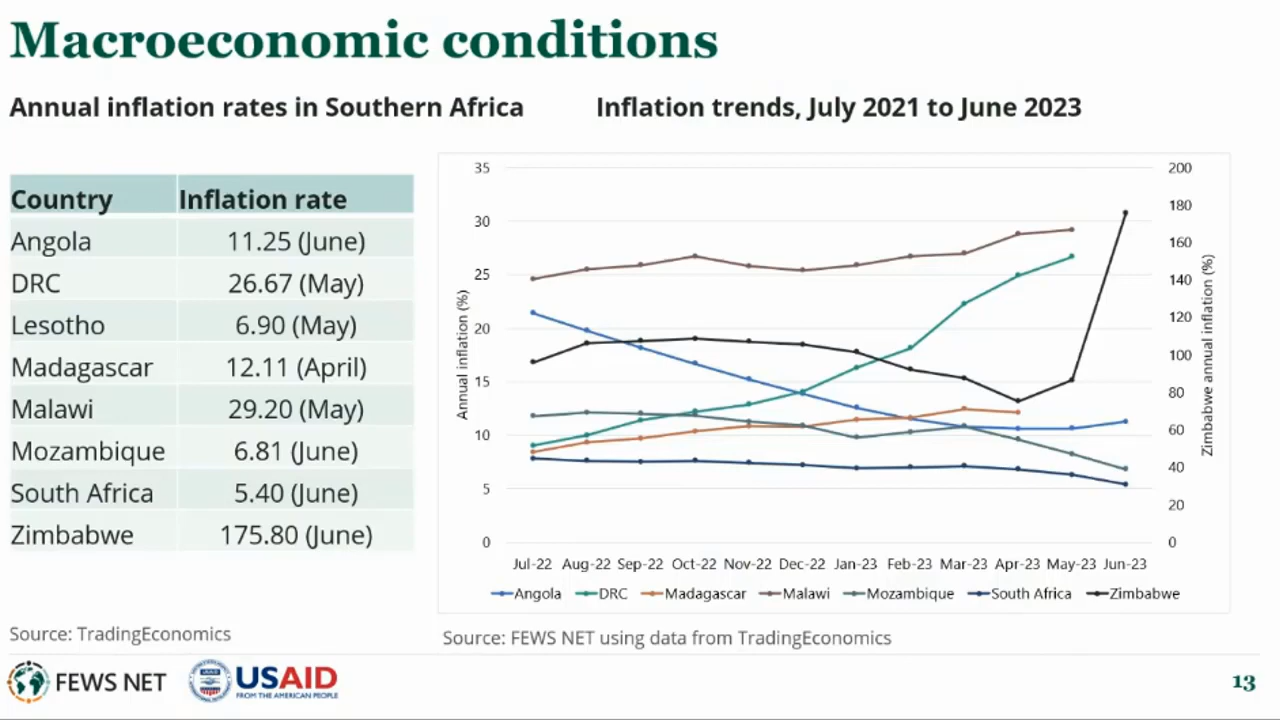 Macroeconomic conditions
Annual inflation rates in Southern Africa
Inflation trends, July 2021 to June 2023
Country Inflation rate
Angola 11.25 (June)
DRC 26.67 (May)
Lesotho 6.90 (May)
Madagascar 12.11 (April)
Malawi 29.20 (May)
Mozambique 6.81 (June)
South Africa 5.40 (June)
Zimbabwe 175.80 (June)
Source: TradingEconomics
Annual inflation (%)
35
30
25
20
15
10
5
0
200
180
160
140
120
100
80
60
40
20
0
Zimbabwe annual inflation (%)
Jul-22 Aug-22 Sep-22 Oct-22 Nov-22 Dec-22 Jan-23 Feb-23 Mar-23 Apr-23 May-23 Jun-23
Angola DRC Madagascar Malawi Mozambique South Africa Zimbabwe
Source: FEWS NET using data from TradingEconomics
FEWS NET
USAID
FROM THE AMERICAN PEOPLE
13